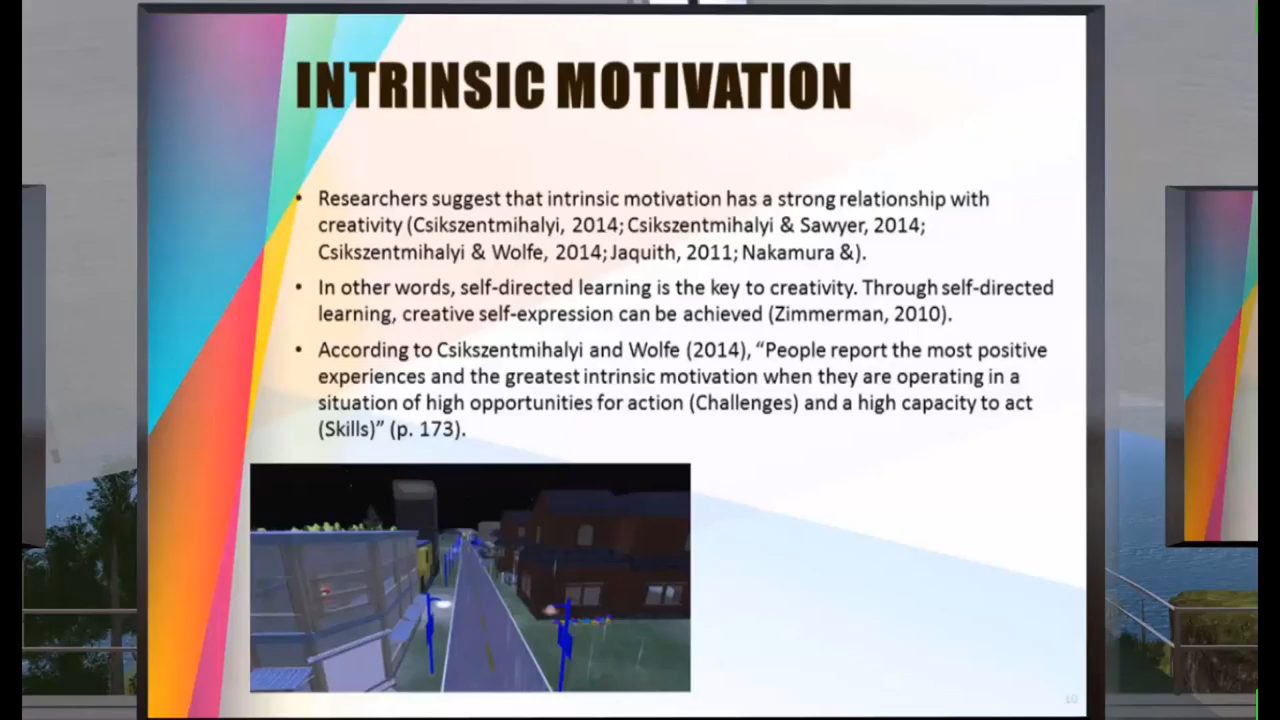 INTRINSIC MOTIVATION
• Researchers suggest that intrinsic motivation has a strong relationship with
creativity (Csikszentmihalyi, 2014; Csikszentmihalyi & Sawyer, 2014;
Csikszentmihalyi & Wolfe, 2014; Jaquith, 2011; Nakamura &).
• In other words, self-directed learning is the key to creativity. Through self-directed
learning, creative self-expression can be achieved (Zimmerman, 2010).
• According to Csikszentmihalyi and Wolfe (2014), “People report the most positive
experiences and the greatest intrinsic motivation when they are operating in a
situation of high opportunities for action (Challenges) and a high capacity to act
(Skills)” (p. 173).
10